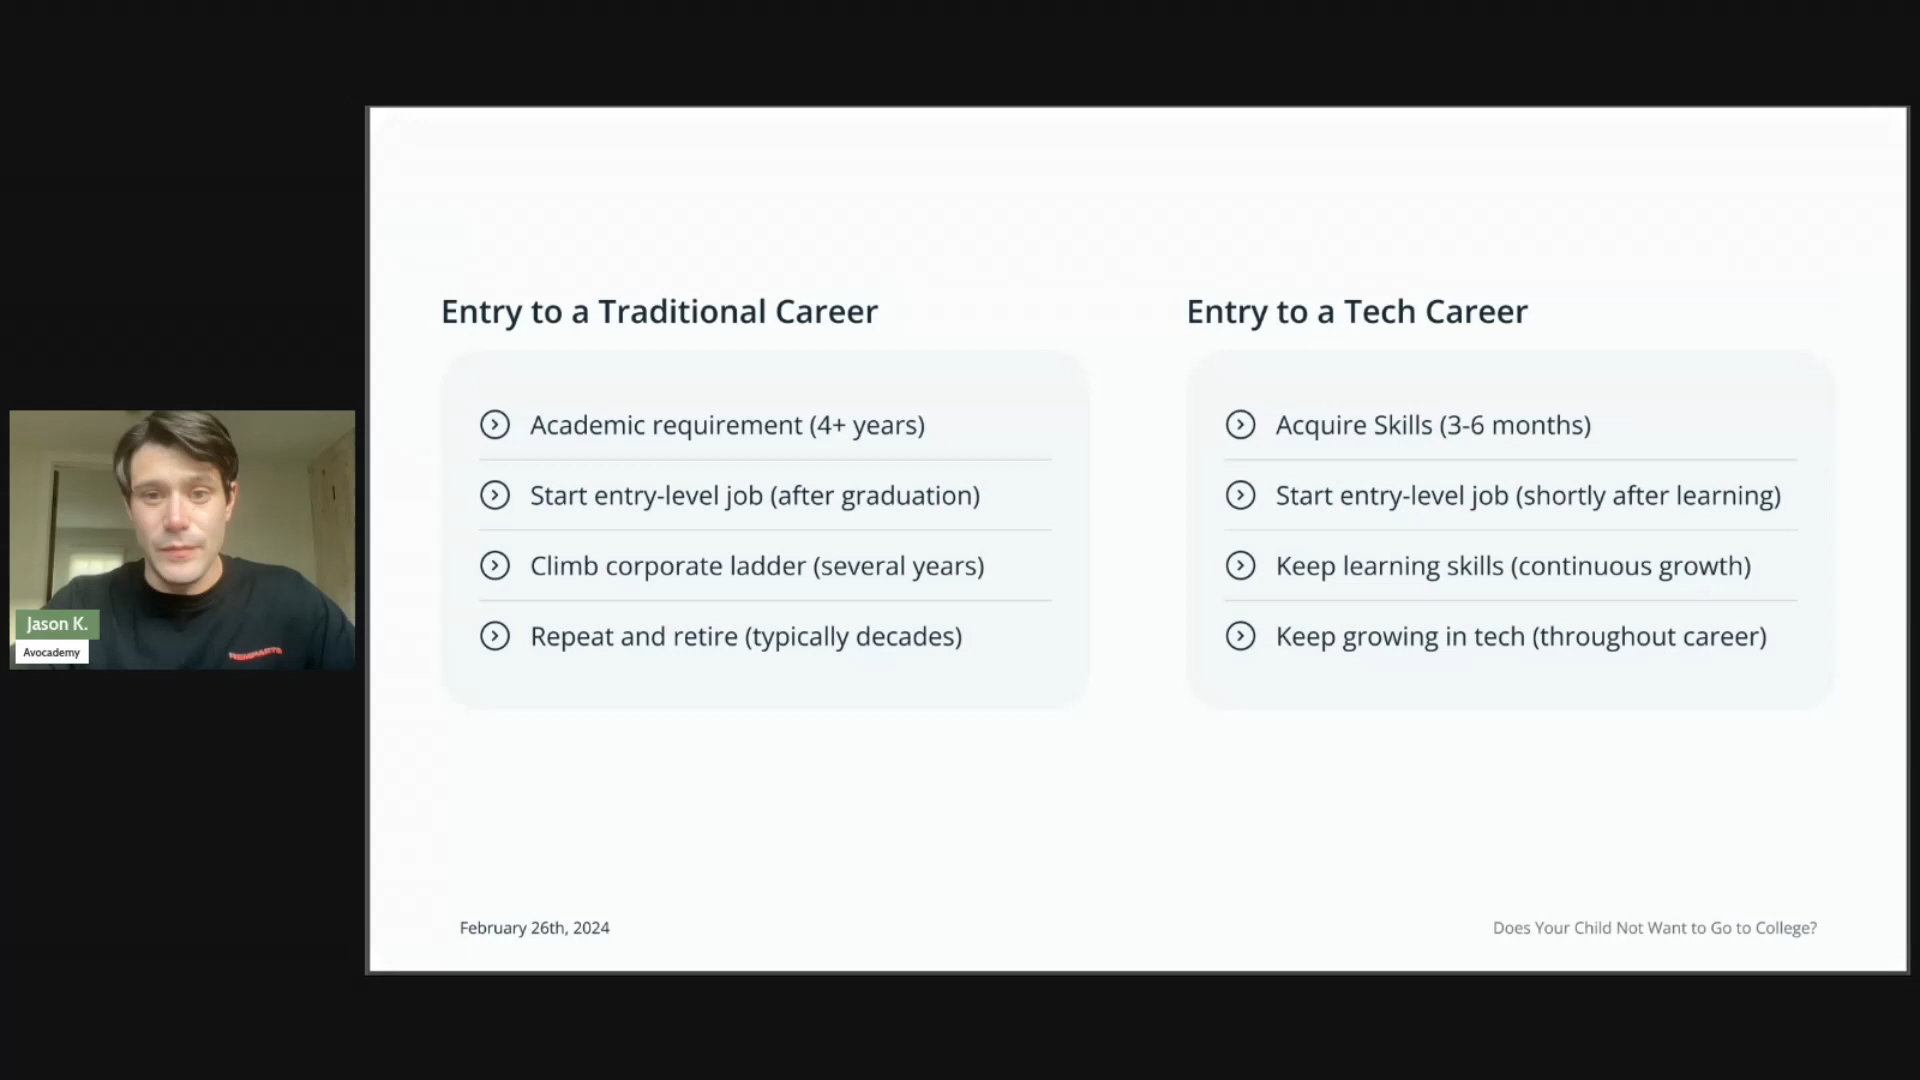 Entry to a Traditional Career
Academic requirement (4+ years)
Start entry-level job (after graduation)
Climb corporate ladder (several years)
Repeat and retire (typically decades)
Entry to a Tech Career
Acquire Skills (3-6 months)
Start entry-level job (shortly after learning)
Keep learning skills (continuous growth)
Keep growing in tech (throughout career)
Jason K.
Avocademy
February 26th, 2024
Does Your Child Not Want to Go to College?